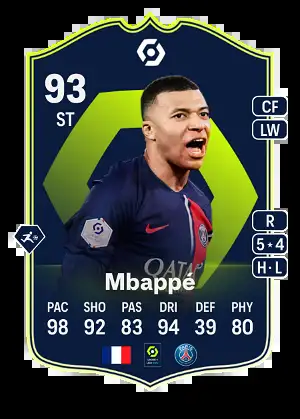 93
ST
CF
LW
R
5★4
H·L
QATAR
Mbappé
PAC SHO PAS DRI DEF PHY
98 92 83 94 39 80